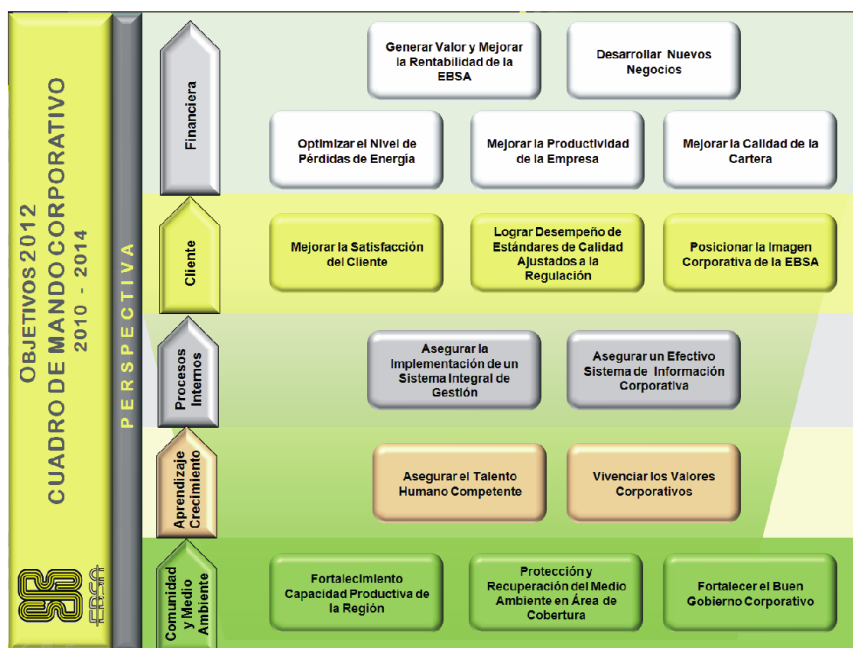 OBJETIVOS 2012
CUADRO DE MANDO CORPORATIVO
2010 - 2014
PERSPECTIVA
Financiera
Generar Valor y Mejorar
la Rentabilidad de la
EBSA
Desarrollar Nuevos
Negocios
Optimizar el Nivel de
Pérdidas de Energía
Mejorar la Productividad
de la Empresa
Mejorar la Calidad de la
Cartera
Cliente
Mejorar la Satisfacción
del Cliente
Lograr Desempeño de
Estándares de Calidad
Ajustados a la
Regulación
Posicionar la Imagen
Corporativa de la EBSA
Procesos
Internos
Asegurar la
Implementación de un
Sistema Integral de
Gestión
Asegurar un Efectivo
Sistema de Información
Corporativa
Aprendizaje
Crecimiento
Asegurar el Talento
Humano Competente
Vivenciar los Valores
Corporativos
Comunidad
y Medio
Ambiente
Fortalecimiento
Capacidad Productiva de
la Región
Protección y
Recuperación del Medio
Ambiente en Área de
Cobertura
Fortalecer el Buen
Gobierno Corporativo
EBSA